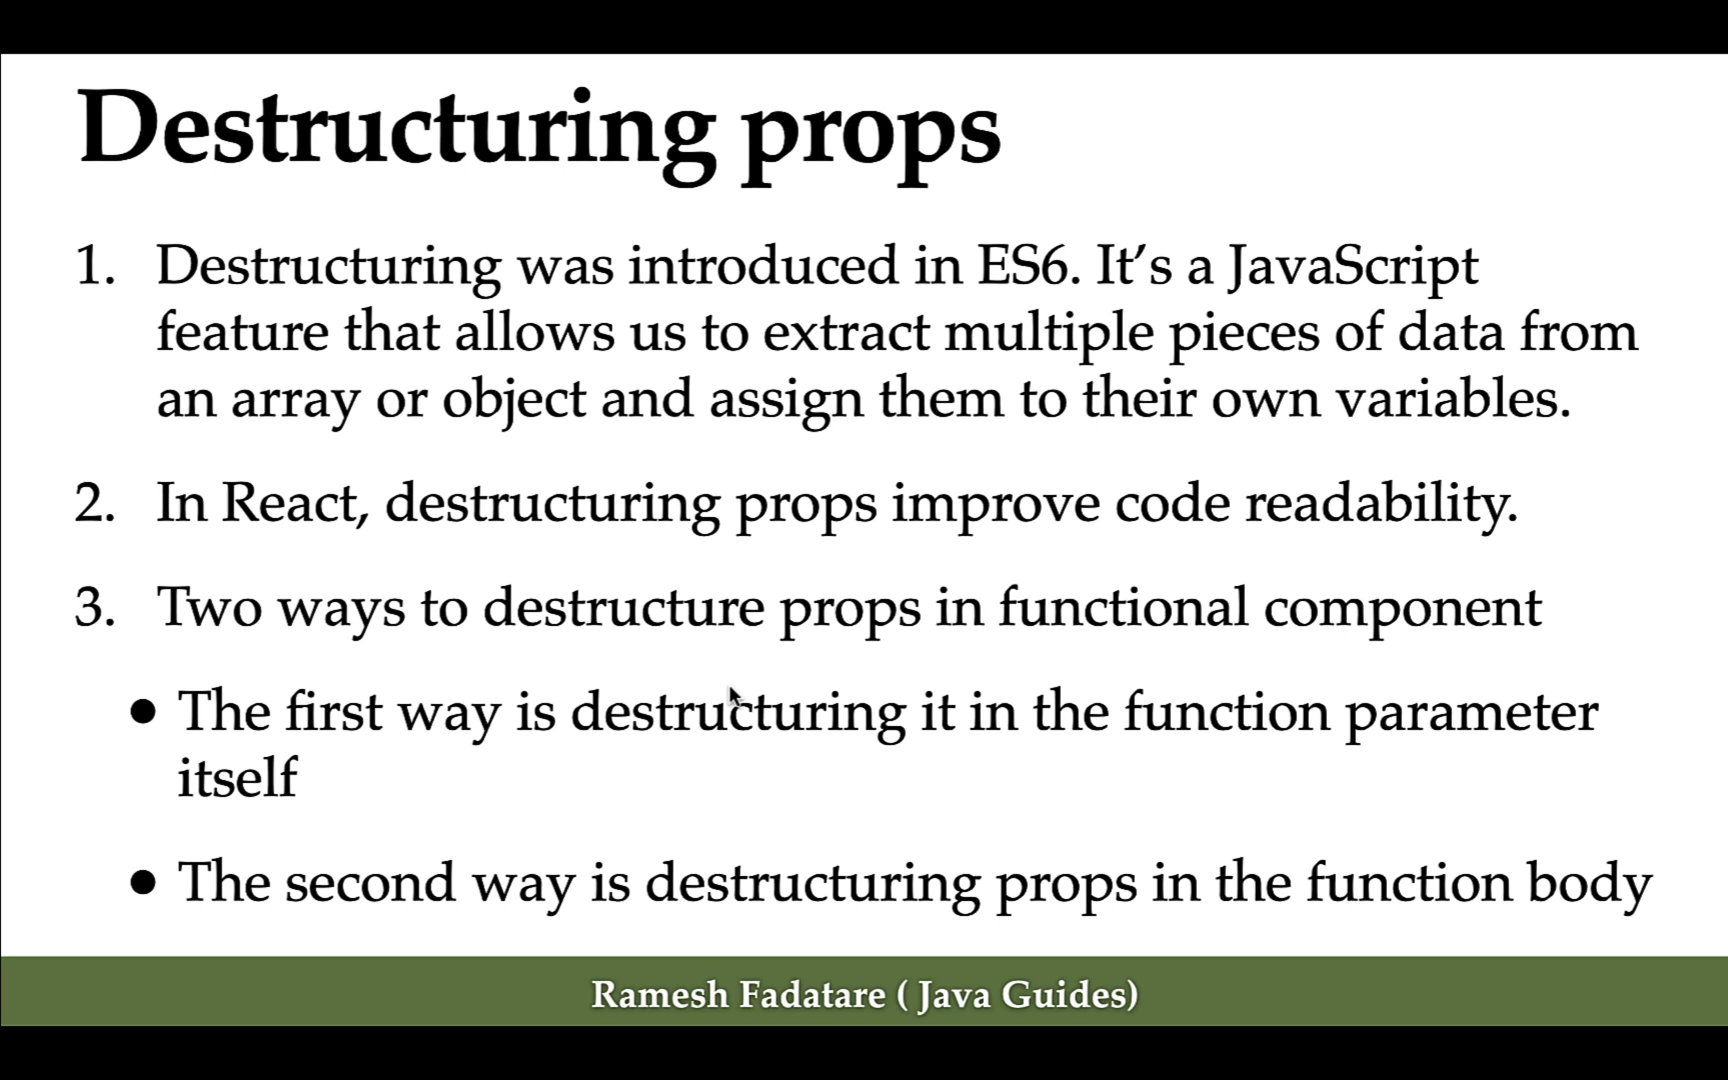 Destructuring props
1. Destructuring was introduced in ES6. It’s a JavaScript
feature that allows us to extract multiple pieces of data from
an array or object and assign them to their own variables.
2. In React, destructuring props improve code readability.
3. Two ways to destructure props in functional component
• The first way is destructuring it in the function parameter
itself
• The second way is destructuring props in the function body
Ramesh Fadatare ( Java Guides)